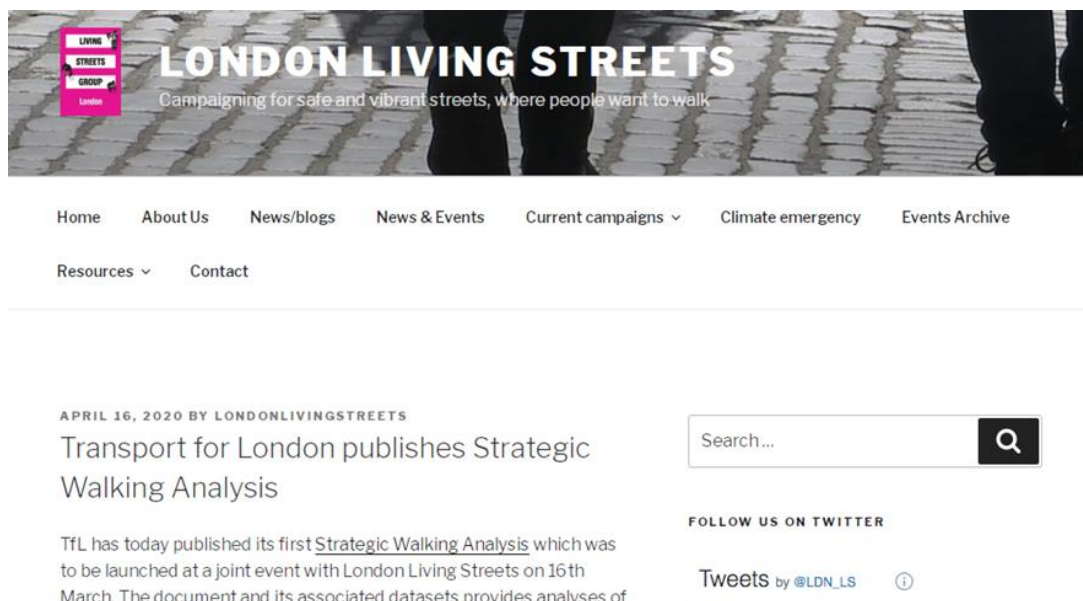 LIVING
STREETS
GROUP
London
LONDON LIVING STREETS
Campaigning for safe and vibrant streets, where people want to walk
Home About Us News/blogs News & Events Current campaigns Climate emergency Events Archive
Resources Contact
APRIL 16, 2020 BY LONDONLIVINGSTREETS
Transport for London publishes Strategic
Walking Analysis
TfL has today published its first Strategic Walking Analysis which was
to be launched at a joint event with London Living Streets on 16th
March. The document and its associated datasets provides analyses of
Search ...
FOLLOW US ON TWITTER
Tweets by @LDN_LS